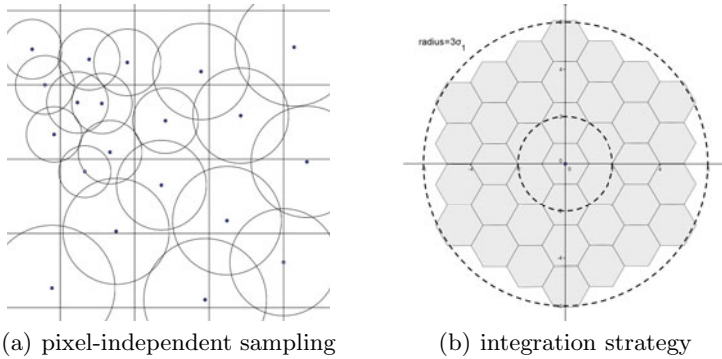 radius=3σ1
(a) pixel-independent sampling
(b) integration strategy